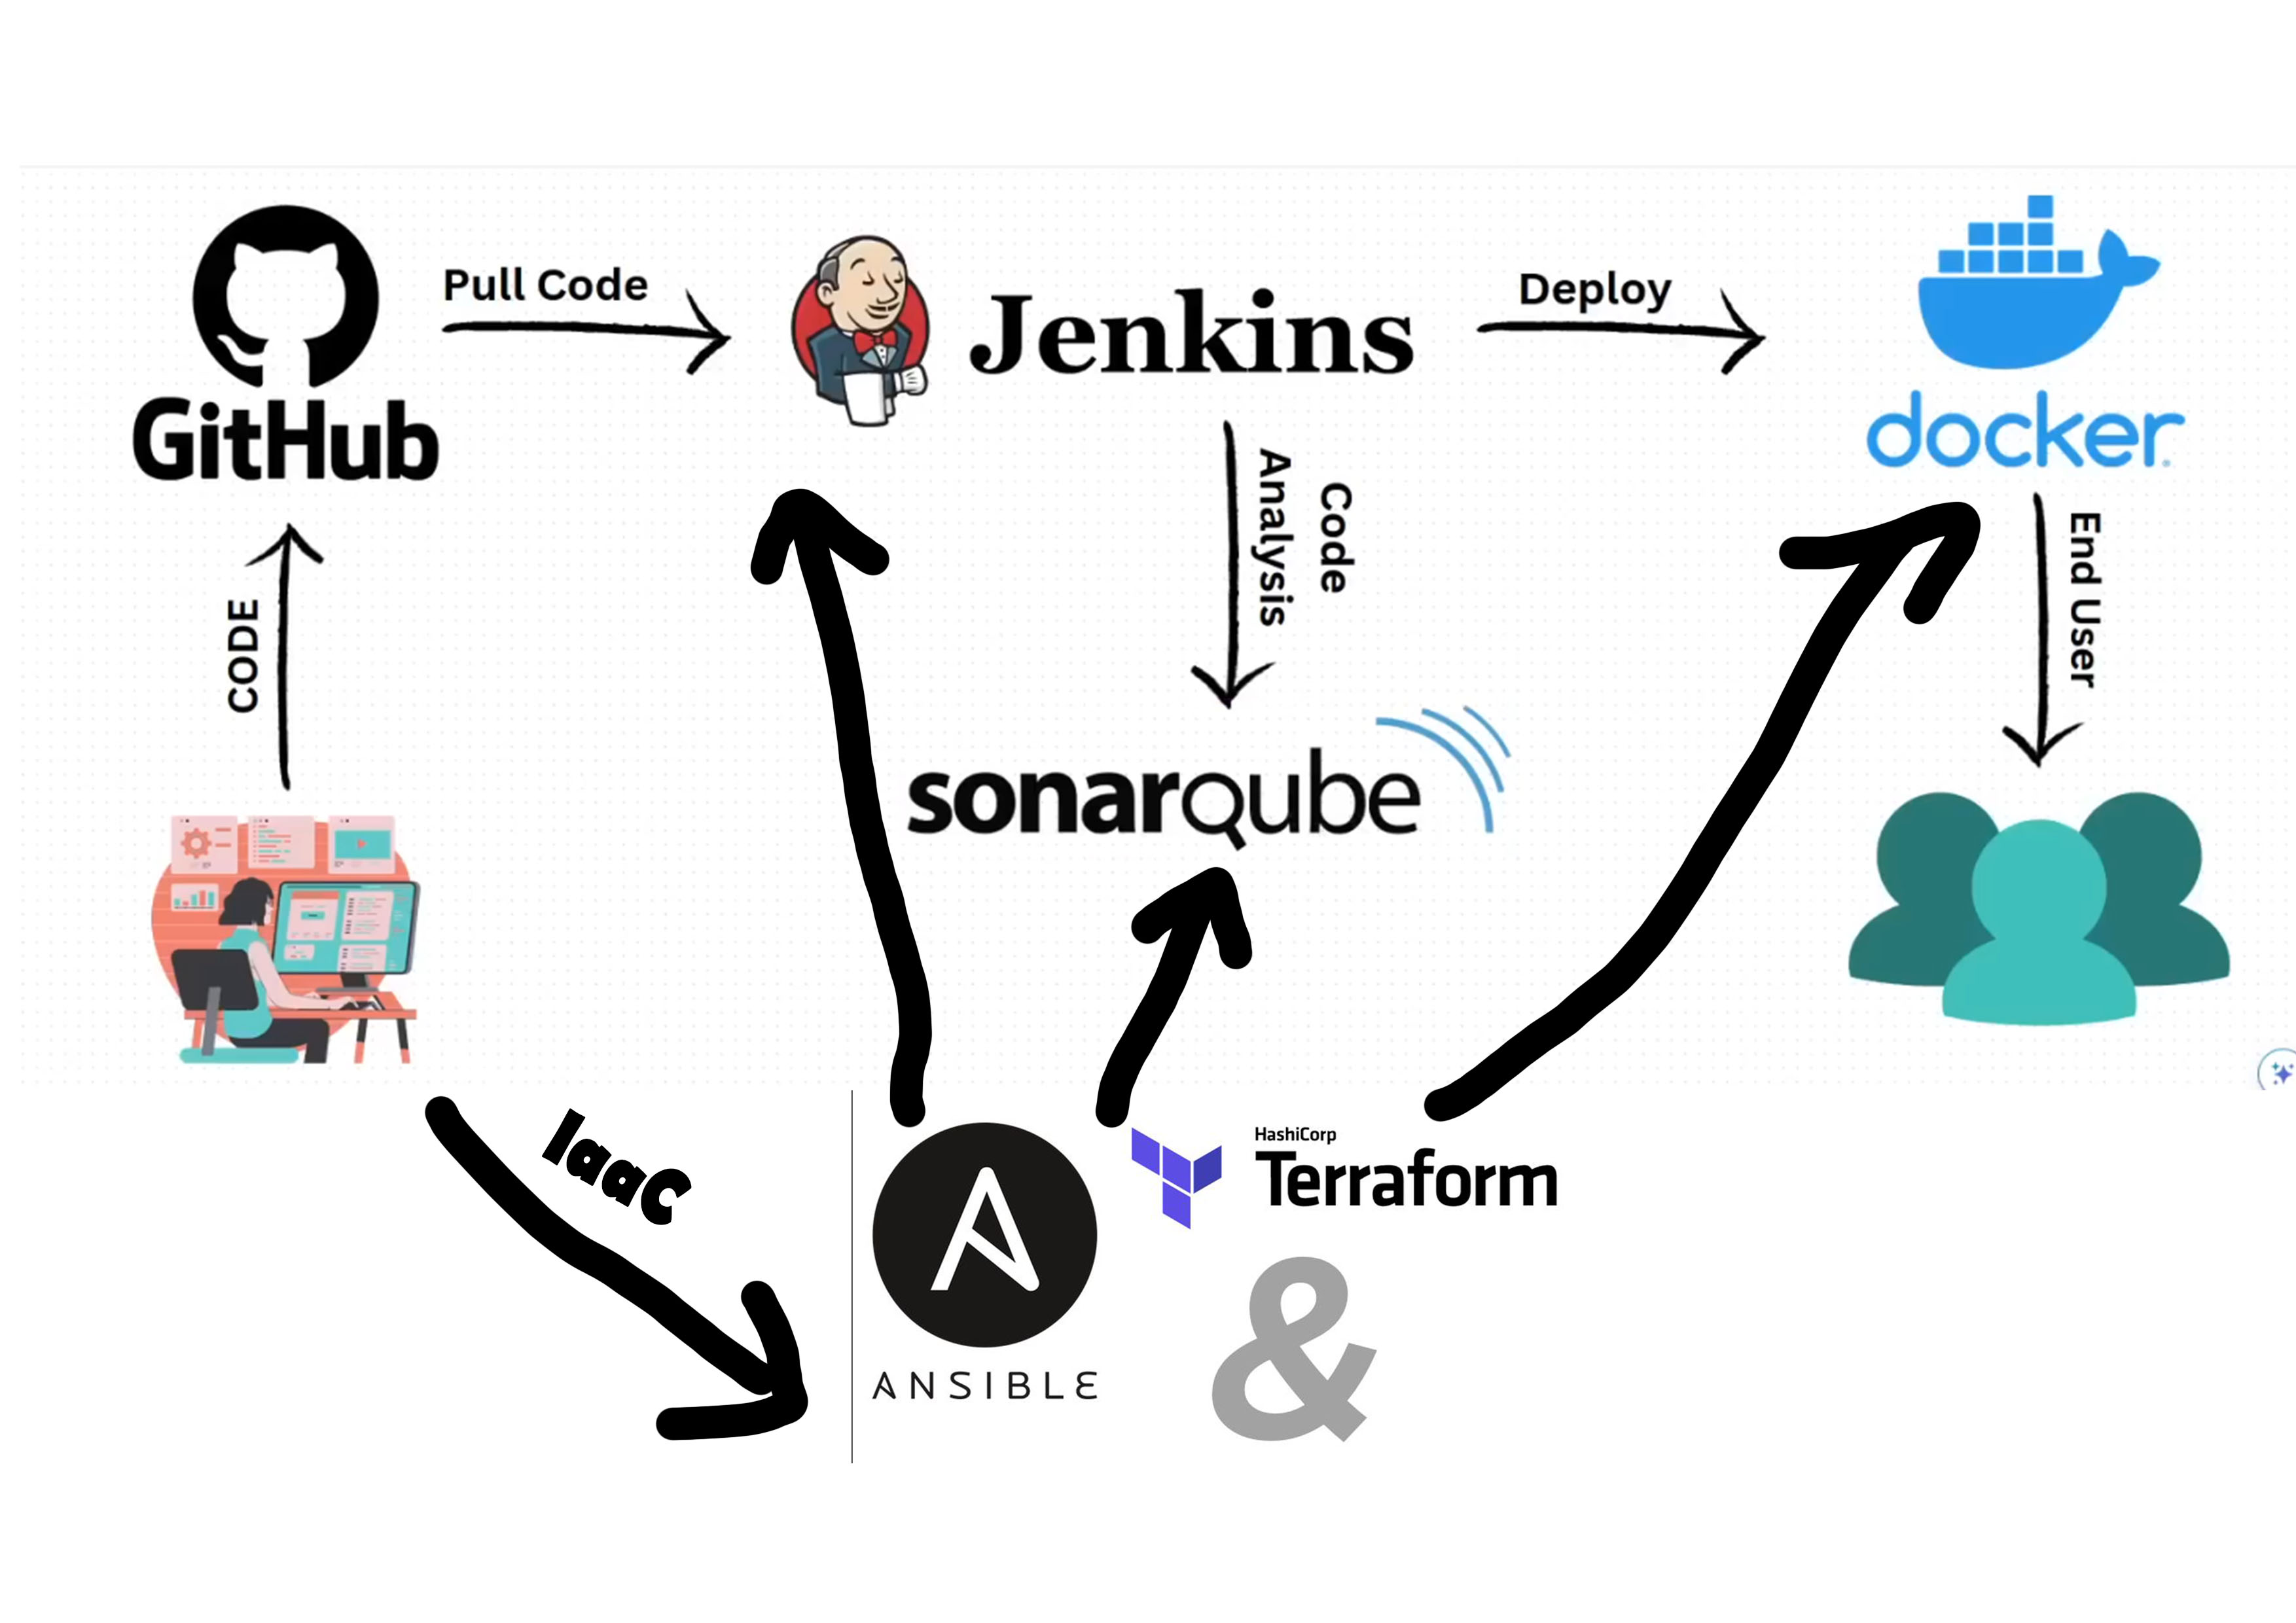 GitHub
Pull Code
Jenkins
Deploy
docker
CODE
Code
Analysis
End User
sonarqube
Iaac
ANSIBLE
HashiCorp
Terraform
&